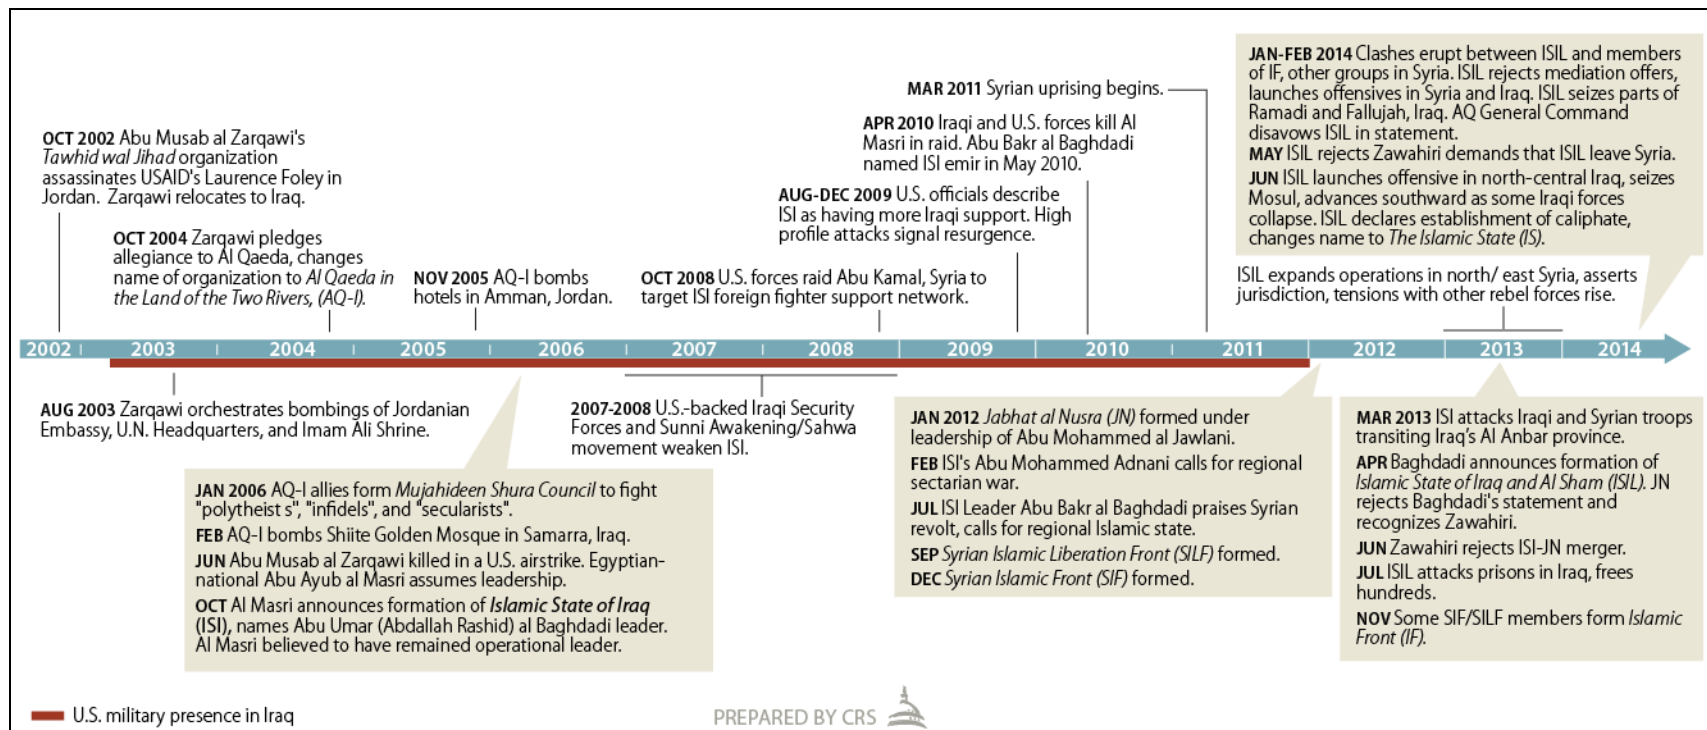 OCT 2002 Abu Musab al Zarqawi's
Tawhid wal Jihad organization
assassinates USAID's Laurence Foley in
Jordan. Zarqawi relocates to Iraq.
OCT 2004 Zarqawi pledges
allegiance to Al Qaeda, changes
name of organization to Al Qaeda in
the Land of the Two Rivers, (AQ-I).
NOV 2005 AQ-I bombs
hotels in Amman, Jordan.
OCT 2008 U.S. forces raid Abu Kamal, Syria to
target ISI foreign fighter support network.
AUG-DEC 2009 U.S. officials describe
ISI as having more Iraqi support. High
profile attacks signal resurgence.
APR 2010 Iraqi and U.S. forces kill Al
Masri in raid. Abu Bakr al Baghdadi
named ISI emir in May 2010.
MAR 2011 Syrian uprising begins.
JAN-FEB 2014 Clashes erupt between ISIL and members
of IF, other groups in Syria. ISIL rejects mediation offers,
launches offensives in Syria and Iraq. ISIL seizes parts of
Ramadi and Fallujah, Iraq. AQ General Command
disavows ISIL in statement.
MAY ISIL rejects Zawahiri demands that ISIL leave Syria.
JUN ISIL launches offensive in north-central Iraq, seizes
Mosul, advances southward as some Iraqi forces
collapse. ISIL declares establishment of caliphate,
changes name to The Islamic State (IS).
ISIL expands operations in north/ east Syria, asserts
jurisdiction, tensions with other rebel forces rise.
2002 2003 2004 2005 2006 2007 2008 2009 2010 2011 2012 2013 2014
AUG 2003 Zarqawi orchestrates bombings of Jordanian
Embassy, U.N. Headquarters, and Imam Ali Shrine.
JAN 2006 AQ-I allies form Mujahideen Shura Council to fight
"polytheist s", "infidels", and "secularists".
FEB AQ-I bombs Shiite Golden Mosque in Samarra, Iraq.
JUN Abu Musab al Zarqawi killed in a U.S. airstrike. Egyptian-
national Abu Ayub al Masri assumes leadership.
OCT Al Masri announces formation of Islamic State of Iraq
(ISI), names Abu Umar (Abdallah Rashid) al Baghdadi leader.
Al Masri believed to have remained operational leader.
2007-2008 U.S.-backed Iraqi Security
Forces and Sunni Awakening/Sahwa
movement weaken ISI.
JAN 2012 Jabhat al Nusra (JN) formed under
leadership of Abu Mohammed al Jawlani.
FEB ISI's Abu Mohammed Adnani calls for regional
sectarian war.
JUL ISI Leader Abu Bakr al Baghdadi praises Syrian
revolt, calls for regional Islamic state.
SEP Syrian Islamic Liberation Front (SILF) formed.
DEC Syrian Islamic Front (SIF) formed.
MAR 2013 ISI attacks Iraqi and Syrian troops
transiting Iraq's Al Anbar province.
APR Baghdadi announces formation of
Islamic State of Iraq and Al Sham (ISIL). JN
rejects Baghdadi's statement and
recognizes Zawahiri.
JUN Zawahiri rejects ISI-JN merger.
JUL ISIL attacks prisons in Iraq, frees
hundreds.
NOV Some SIF/SILF members form Islamic
Front (IF).
U.S. military presence in Iraq
PREPARED BY CRS